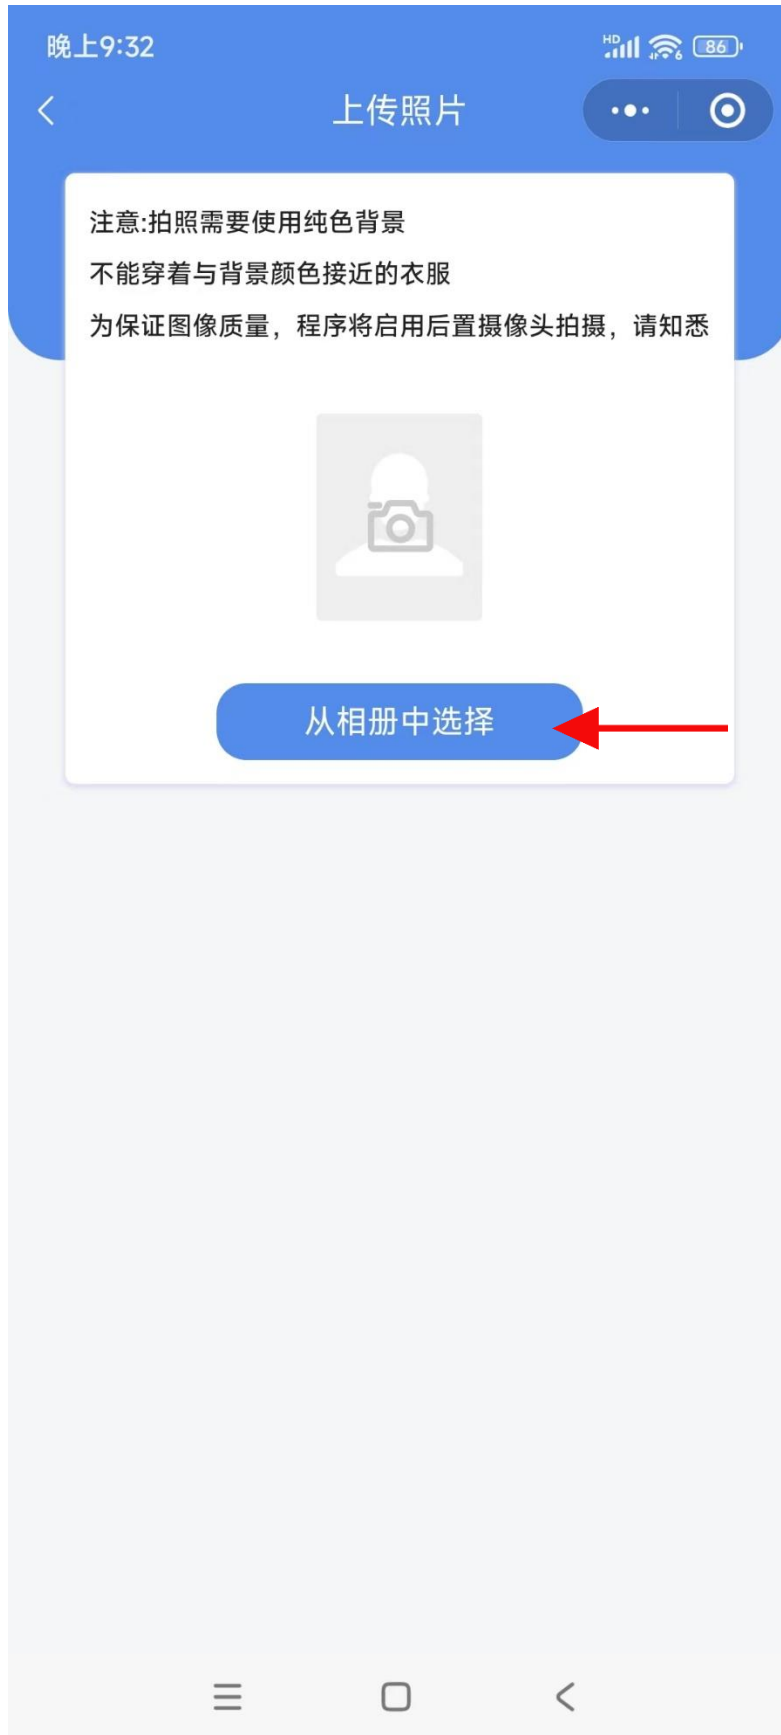 晚上9:32
HD 6 86
上传照片
注意:拍照需要使用纯色背景
不能穿着与背景颜色接近的衣服
为保证图像质量，程序将启用后置摄像头拍摄，请知悉
从相册中选择